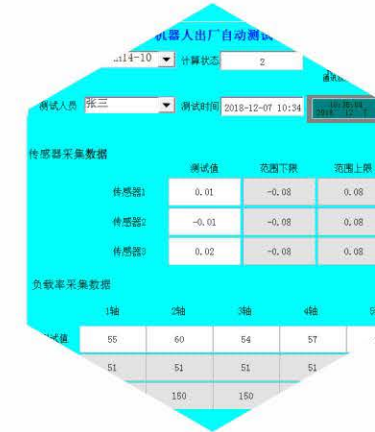 机器人出厂自动测试
14-10 计算状态 2
测试人员 张三 测试时间 2018-12-07 10:34
传感器采集数据
测试值 范围下限 范围上限
传感器1 0.01 -0.08 0.08
传感器2 -0.01 -0.08 0.08
传感器3 0.02 -0.08 0.08
负载率采集数据
1轴 2轴 3轴 4轴
测试值 55 60 54 57
51 51 51 51
150 150